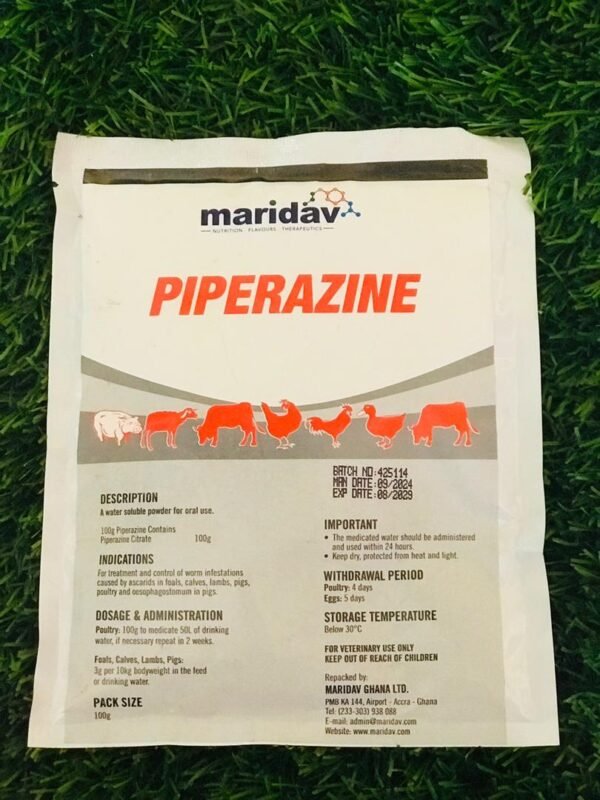 maridav
NUTRITION FLAVOURS THERAPEUTICS
PIPERAZINE
BATCH NO:425114
MAN DATE:09/2024
EXP DATE:08/2029
DESCRIPTION
A water soluble powder for oral use.
100g Piperazine Contains
Piperazine Citrate 100g
INDICATIONS
For treatment and control of worm infestations
caused by ascarids in foals, calves, lambs, pigs,
poultry and oesophagostomum in pigs.
DOSAGE & ADMINISTRATION
Poultry: 100g to medicate 50L of drinking
water, if necessary repeat in 2 weeks.
Foals, Calves, Lambs, Pigs:
3g per 10kg bodyweight in the feed
or drinking water.
PACK SIZE
100g
IMPORTANT
• The medicated water should be administered
and used within 24 hours.
• Keep dry, protected from heat and light.
WITHDRAWAL PERIOD
Poultry: 4 days
Eggs: 5 days
STORAGE TEMPERATURE
Below 30°C
FOR VETERINARY USE ONLY
KEEP OUT OF REACH OF CHILDREN
Repacked by:
MARIDAV GHANA LTD.
PMB KA 144, Airport - Accra - Ghana
Tel: (233-303) 938 088
E-mail: admin@maridav.com
Website: www.maridav.com